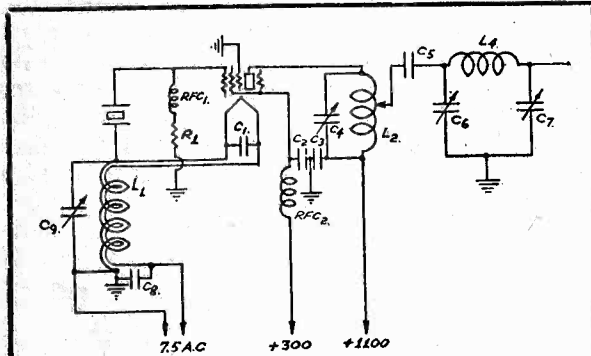 C5
L4.
RFC1.
C1.
C4
L2.
C6
C7.
R1
C2
C3
L1
C9.
RFC2.
C8.
7.5 A.C
+300
+1100